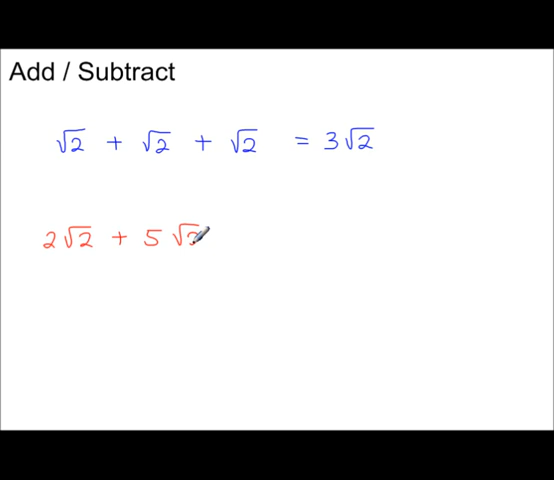 Add / Subtract
√2 + √2 + √2 = 3√2
2√2 + 5√